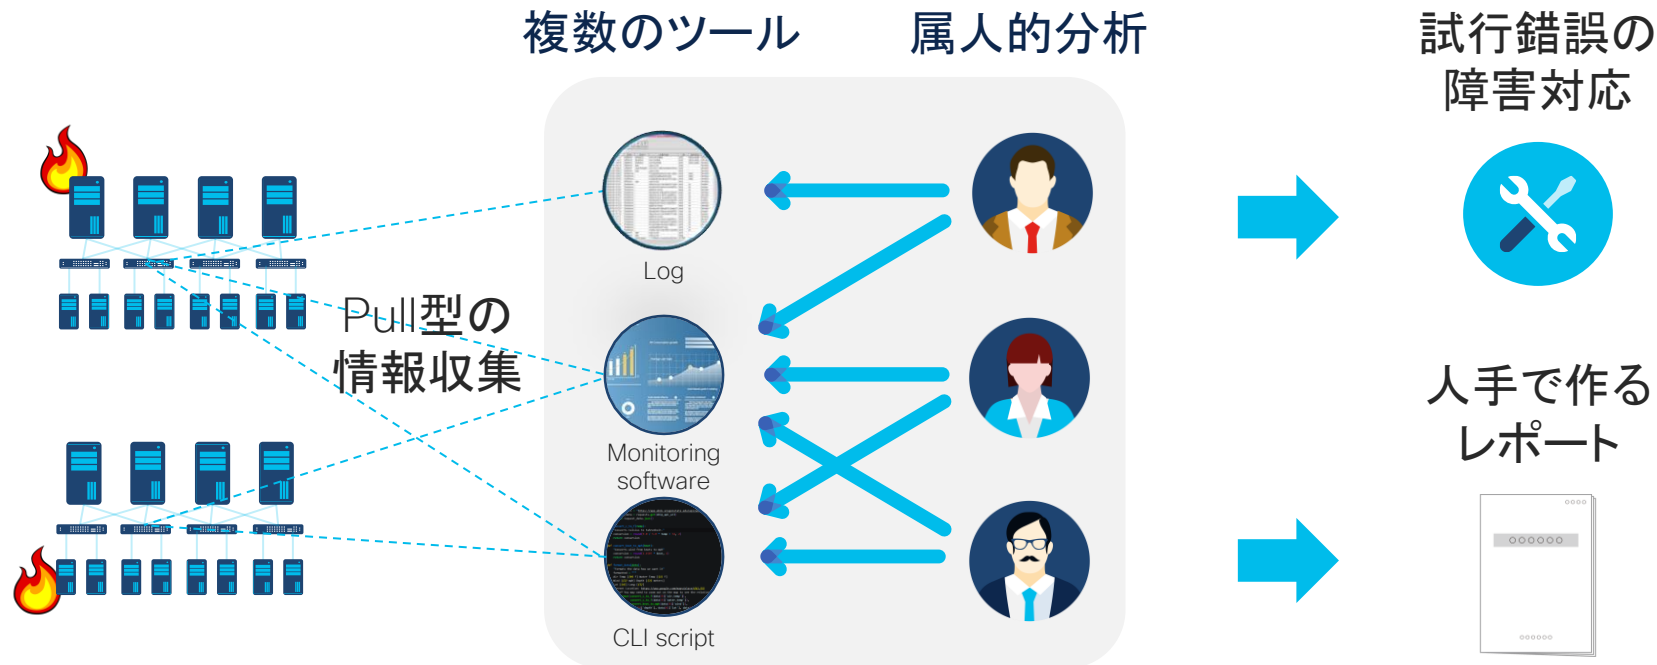 複数のツール
属人的分析
試行錯誤の
障害対応
Log
Pull型の
情報収集
Monitoring
software
CLI script
人手で作る
レポート